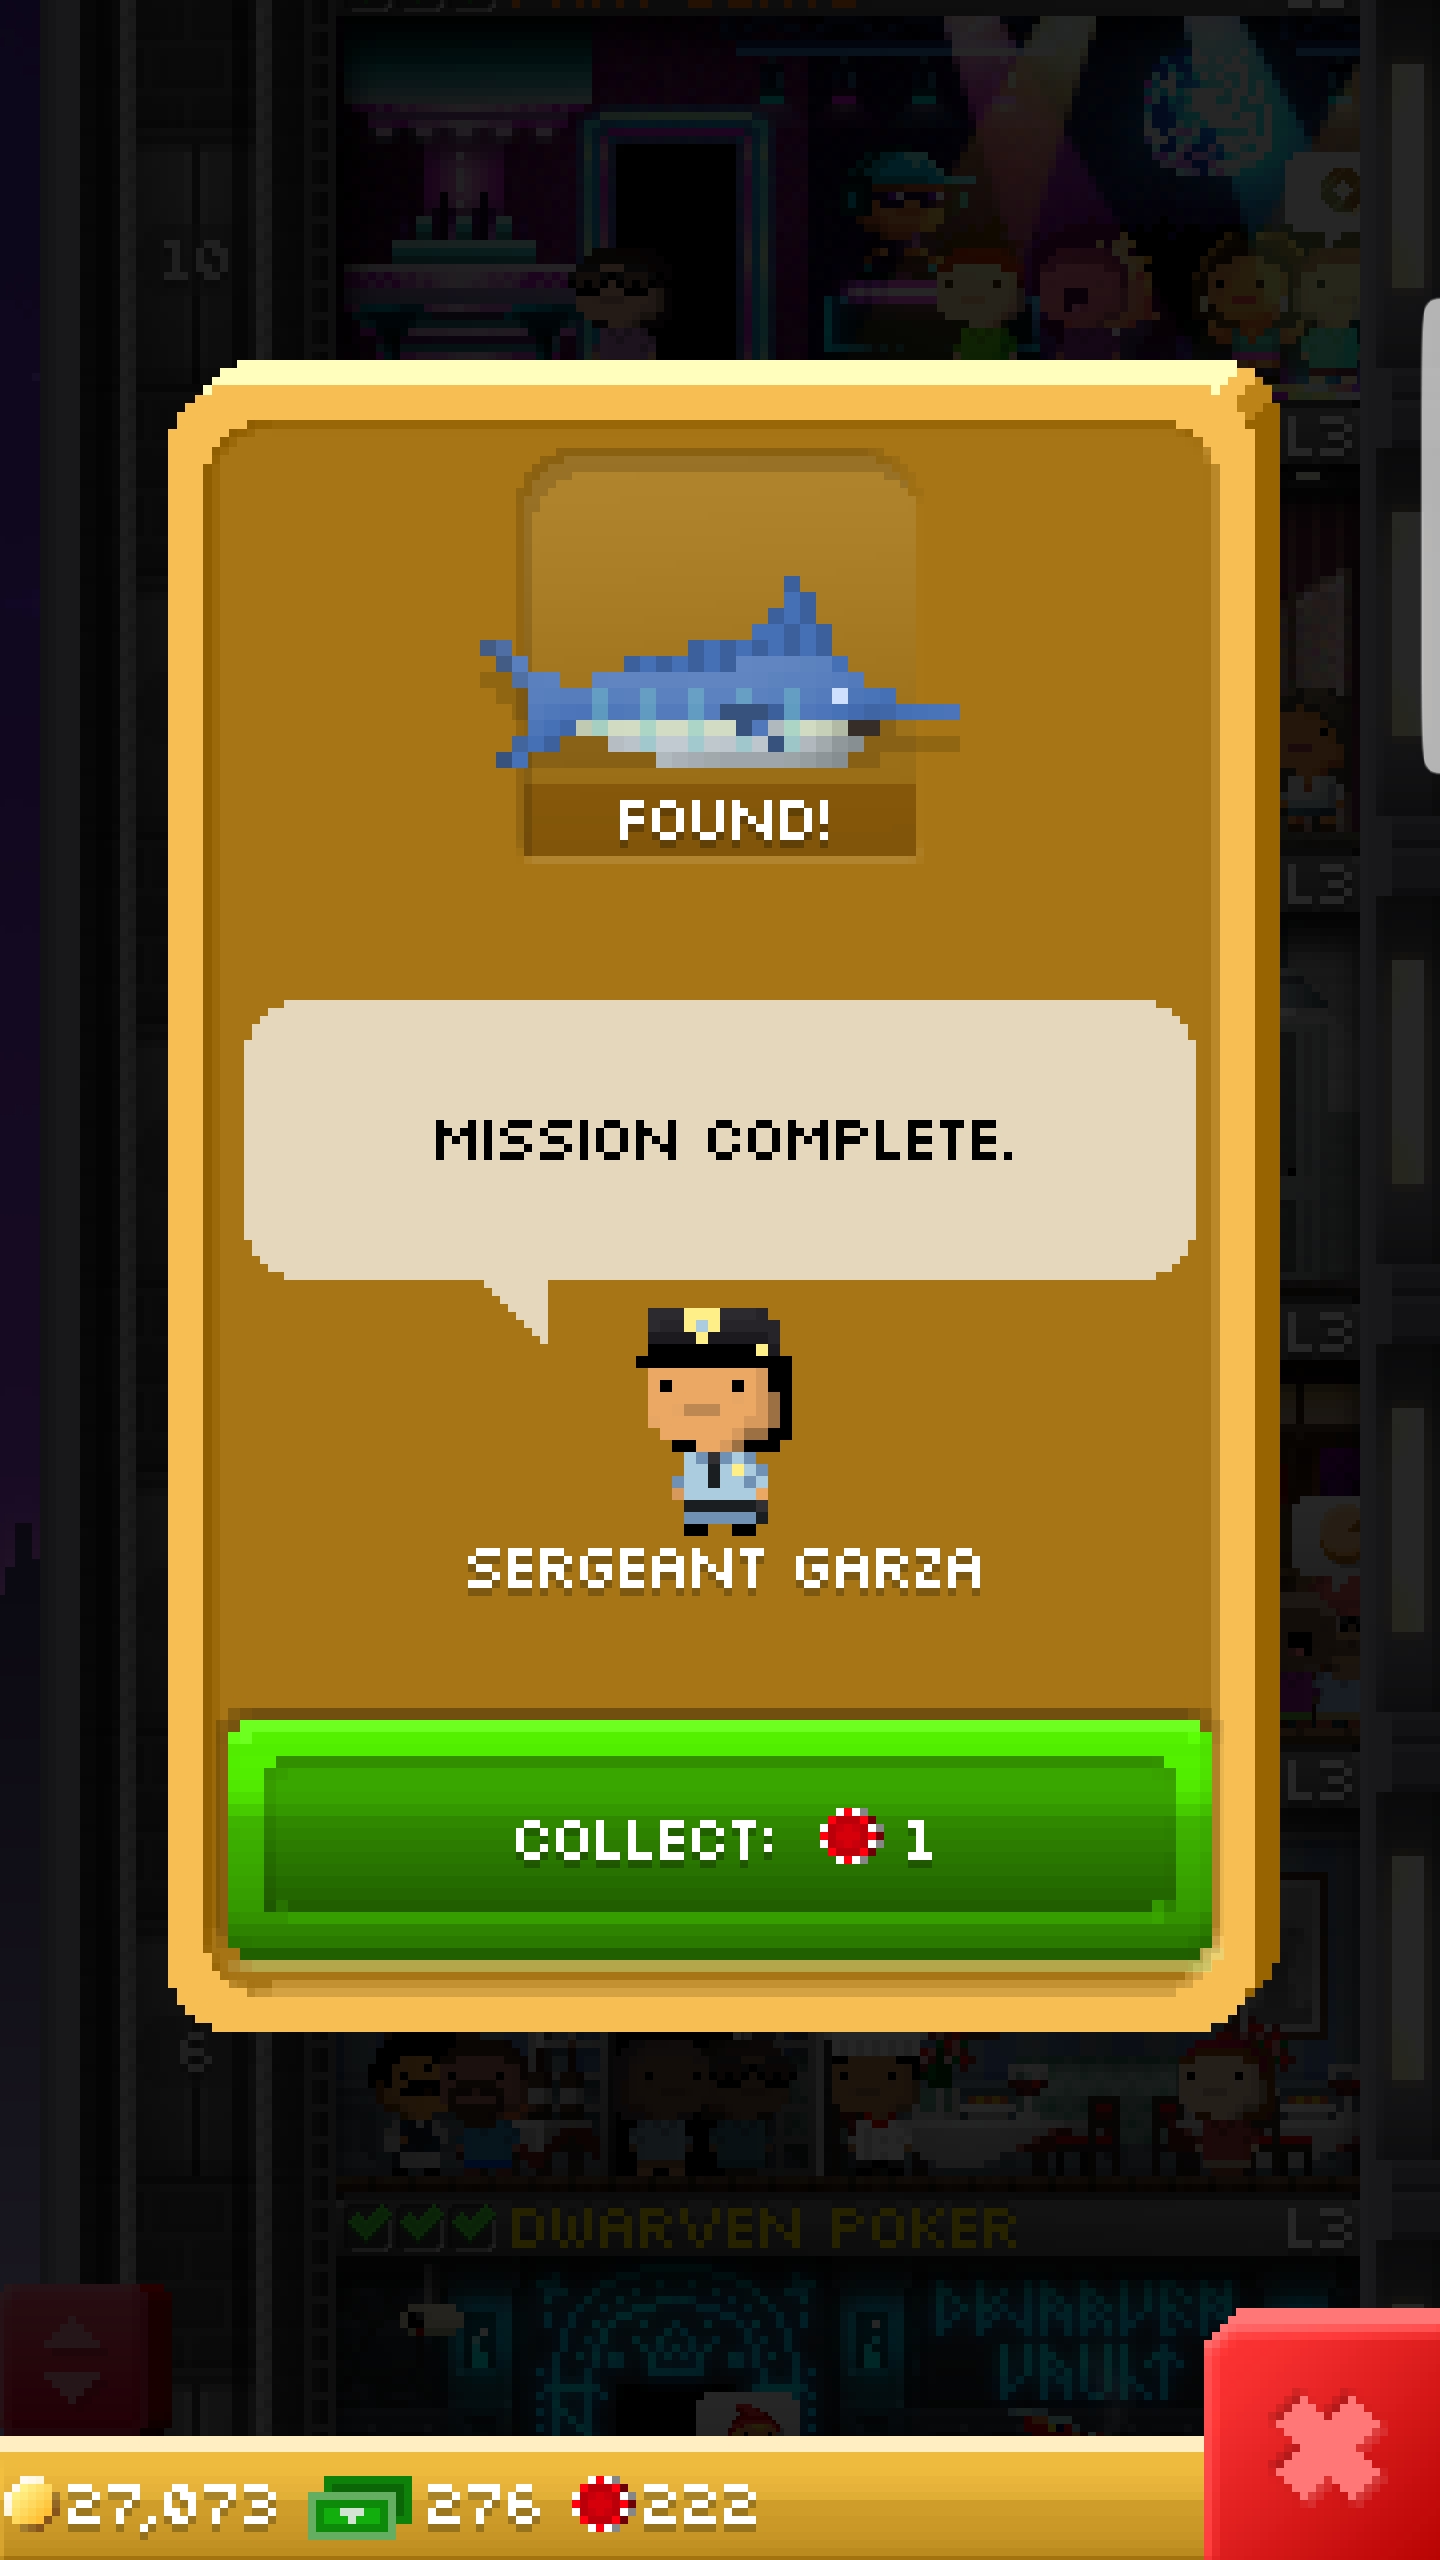 10
L3
FOUND!
L3
MISSION COMPLETE.
L3
SERGEANT GARZA
L3
COLLECT: 1
6
DWARVEN POKER L3
DWARVEN
VAULT
27,073 276 222